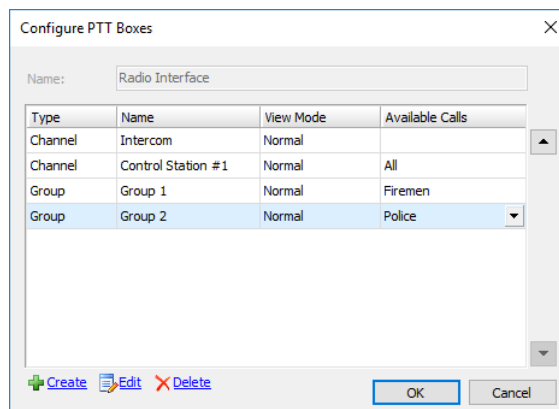 Configure PTT Boxes
Name: Radio Interface
Type Name View Mode Available Calls
Channel Intercom Normal
Channel Control Station #1 Normal All
Group Group 1 Normal Firemen
Group Group 2 Normal Police
Create Edit Delete
OK Cancel